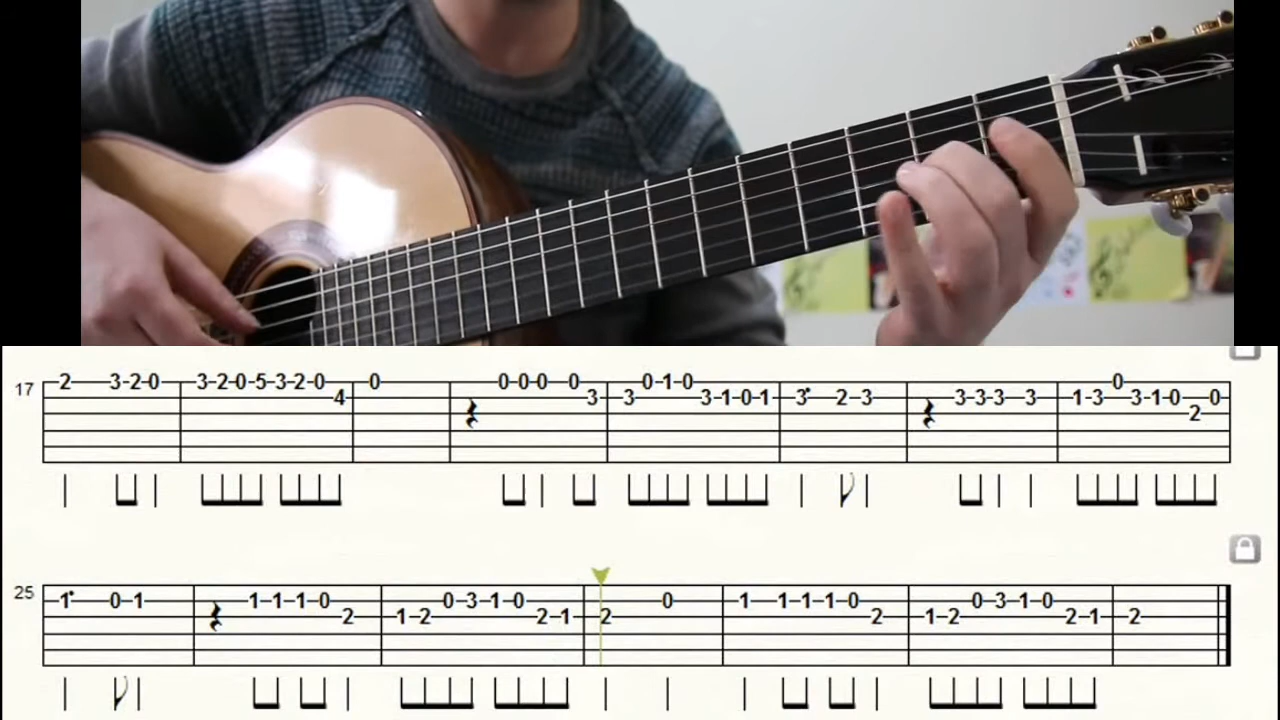 17 2 3-2-0 3-2-0-5-3-2-0 0 0-0-0 0 0-1-0 0
4 3 3 3-1-0-1 3 2-3 3-3-3 3 1-3 3-1-0 0
2
25 1 0-1 1-1-1-0 0-3-1-0 0 1 1-1-1-0 0-3-1-0
2 1-2 2-1 2 2 1-2 2-1 2